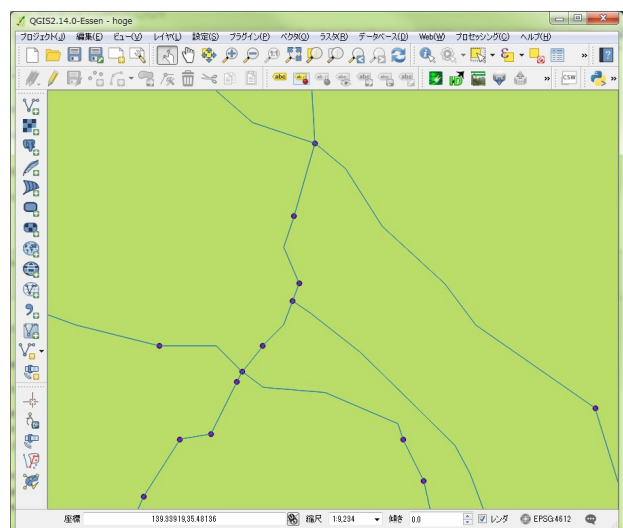 QGIS2.14.0-Essen - hoge
プロジェクト(J) 編集(E) ビュー(V) レイヤ(L) 設定(S) プラグイン(P) ベクタ(O) ラスタ(R) データベース(D) Web(W) プロセッシング(C) ヘルプ(H)
abc CSW
座標 139.33919,35.48136 縮尺 1:9,234 傾き 0.0 レンダ EPSG:4612